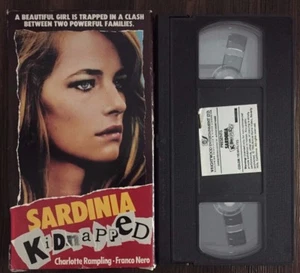 A BEAUTIFUL GIRL IS TRAPPED IN A CLASH
BETWEEN TWO POWERFUL FAMILIES.
SARDINIA
KidnAppEd
Charlotte Rampling · Franco Nero